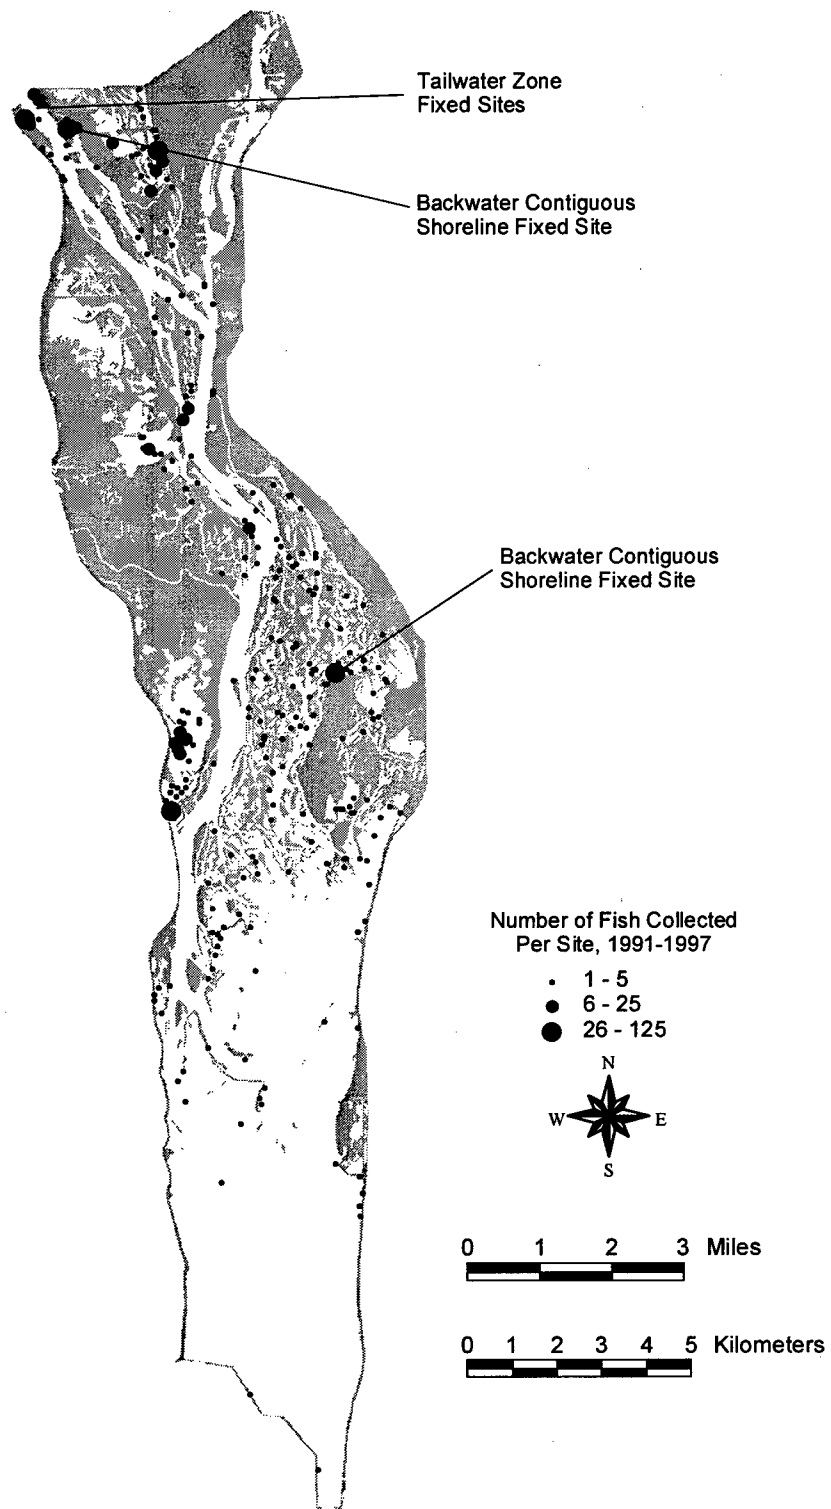 Tailwater Zone
Fixed Sites
Backwater Contiguous
Shoreline Fixed Site
Backwater Contiguous
Shoreline Fixed Site
Number of Fish Collected
Per Site, 1991-1997
1 - 5
6 - 25
26 - 125
N
W E
S
0 1 2 3 Miles
0 1 2 3 4 5 Kilometers